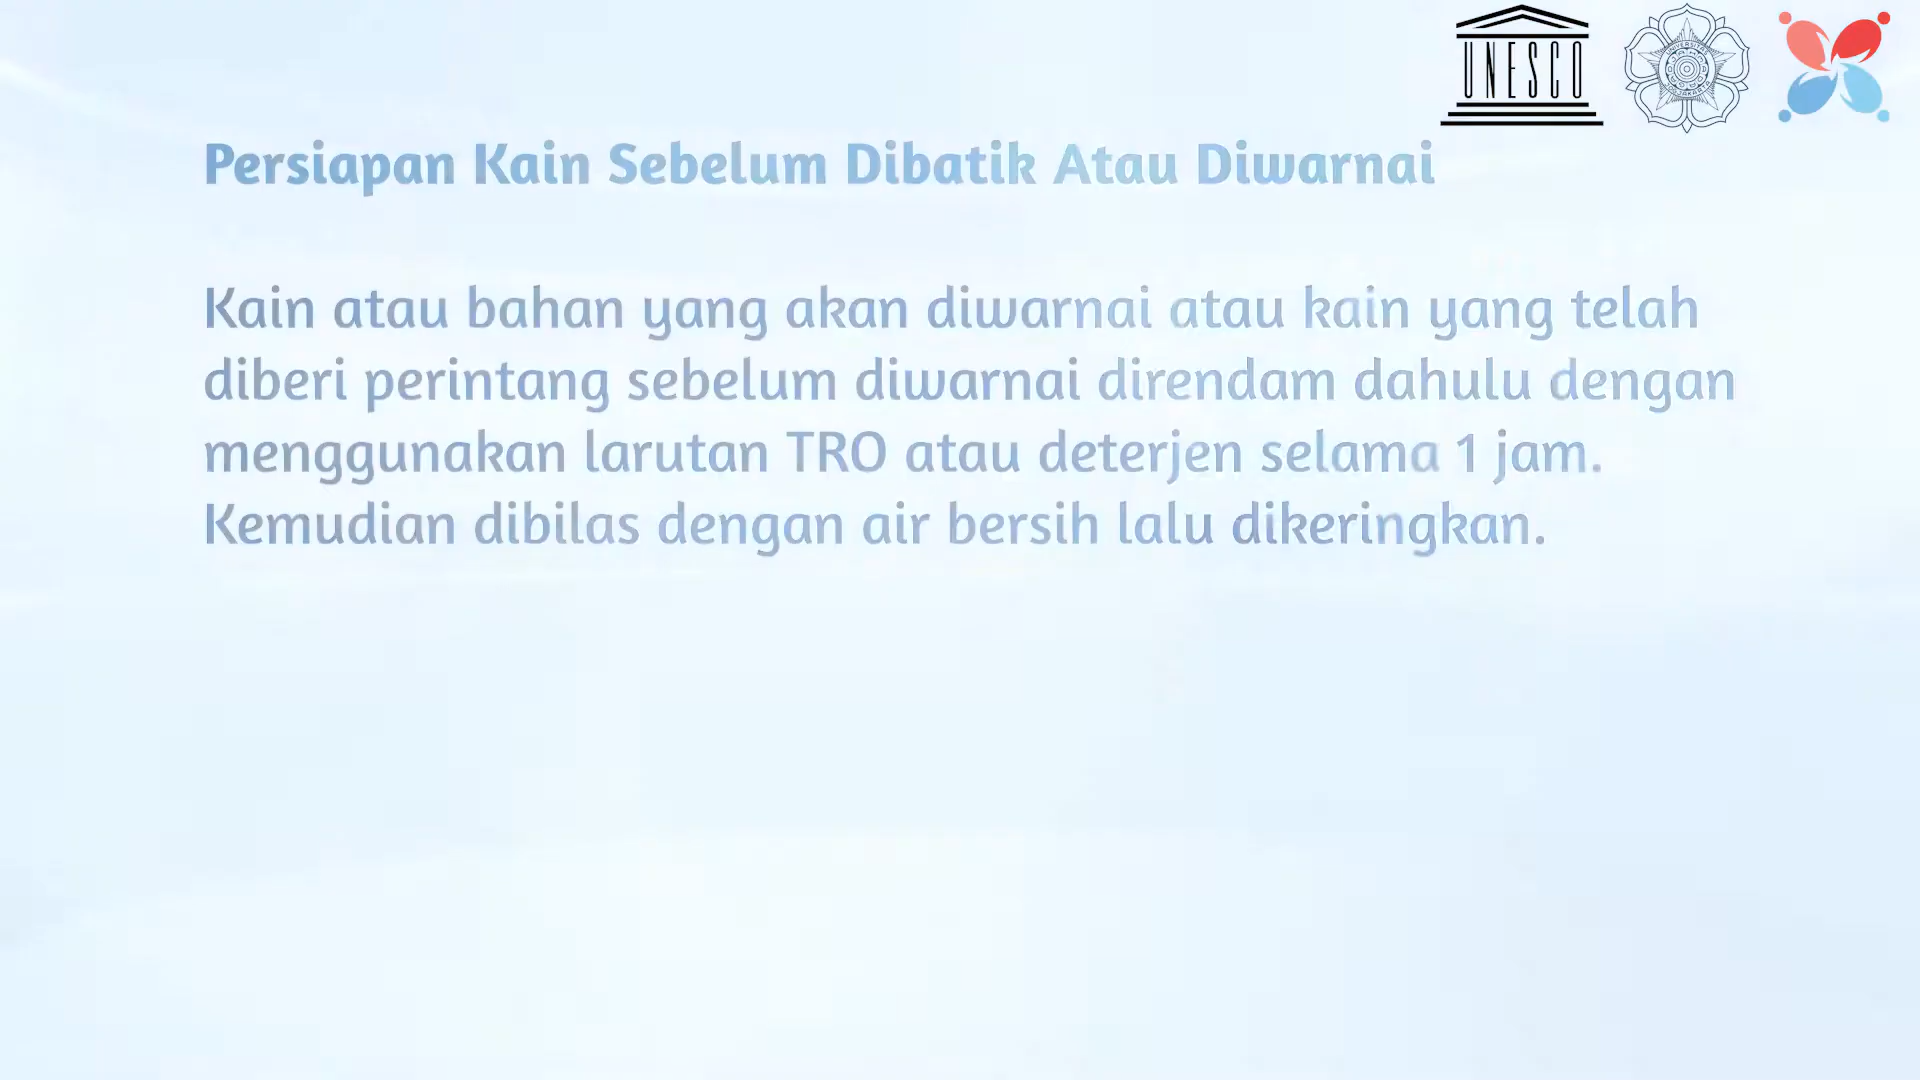 UNESCO
UNIVERSITAS
Persiapan Kain Sebelum Dibatik Atau Diwarnai
Kain atau bahan yang akan diwarnai atau kain yang telah
diberi perintang sebelum diwarnai direndam dahulu dengan
menggunakan larutan TRO atau deterjen selama 1 jam.
Kemudian dibilas dengan air bersih lalu dikeringkan.